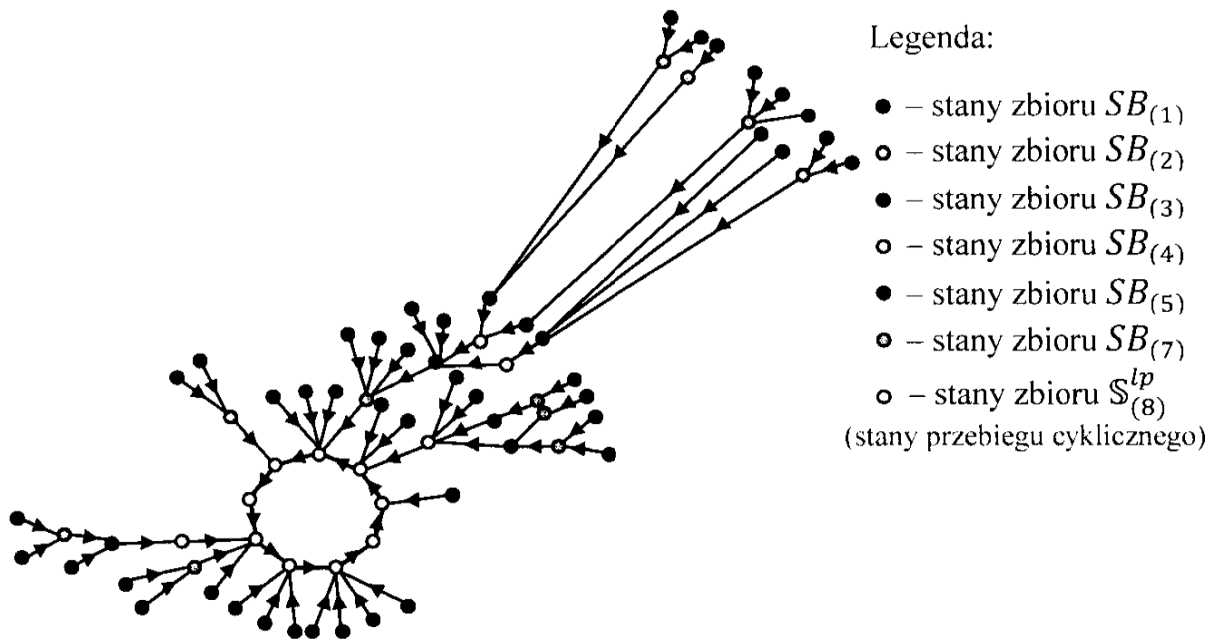 Legenda:
● – stany zbioru SB(1)
○ – stany zbioru SB(2)
● – stany zbioru SB(3)
○ – stany zbioru SB(4)
● – stany zbioru SB(5)
○ – stany zbioru SB(7)
○ – stany zbioru 𝕊^{lp}_{(8)}
(stany przebiegu cyklicznego)